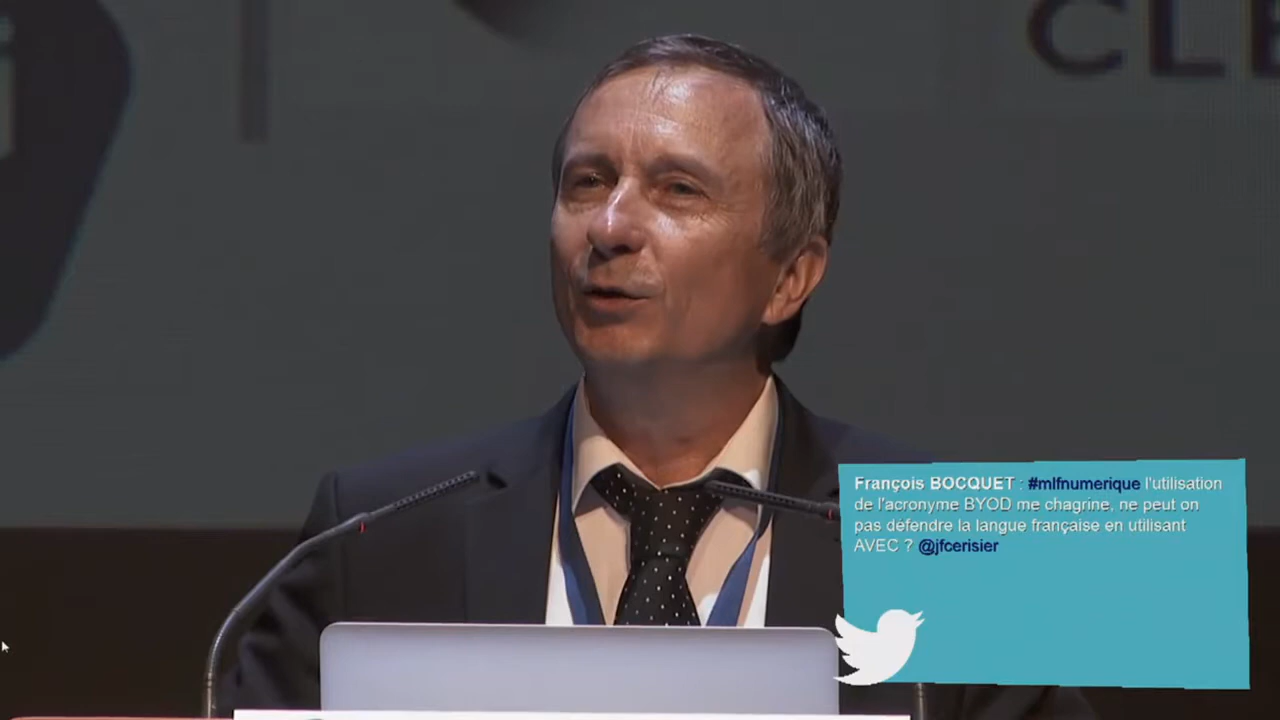 CLE
François BOCQUET : #mlfnumerique l'utilisation
de l'acronyme BYOD me chagrine, ne peut on
pas défendre la langue française en utilisant
AVEC ? @jfcerisier